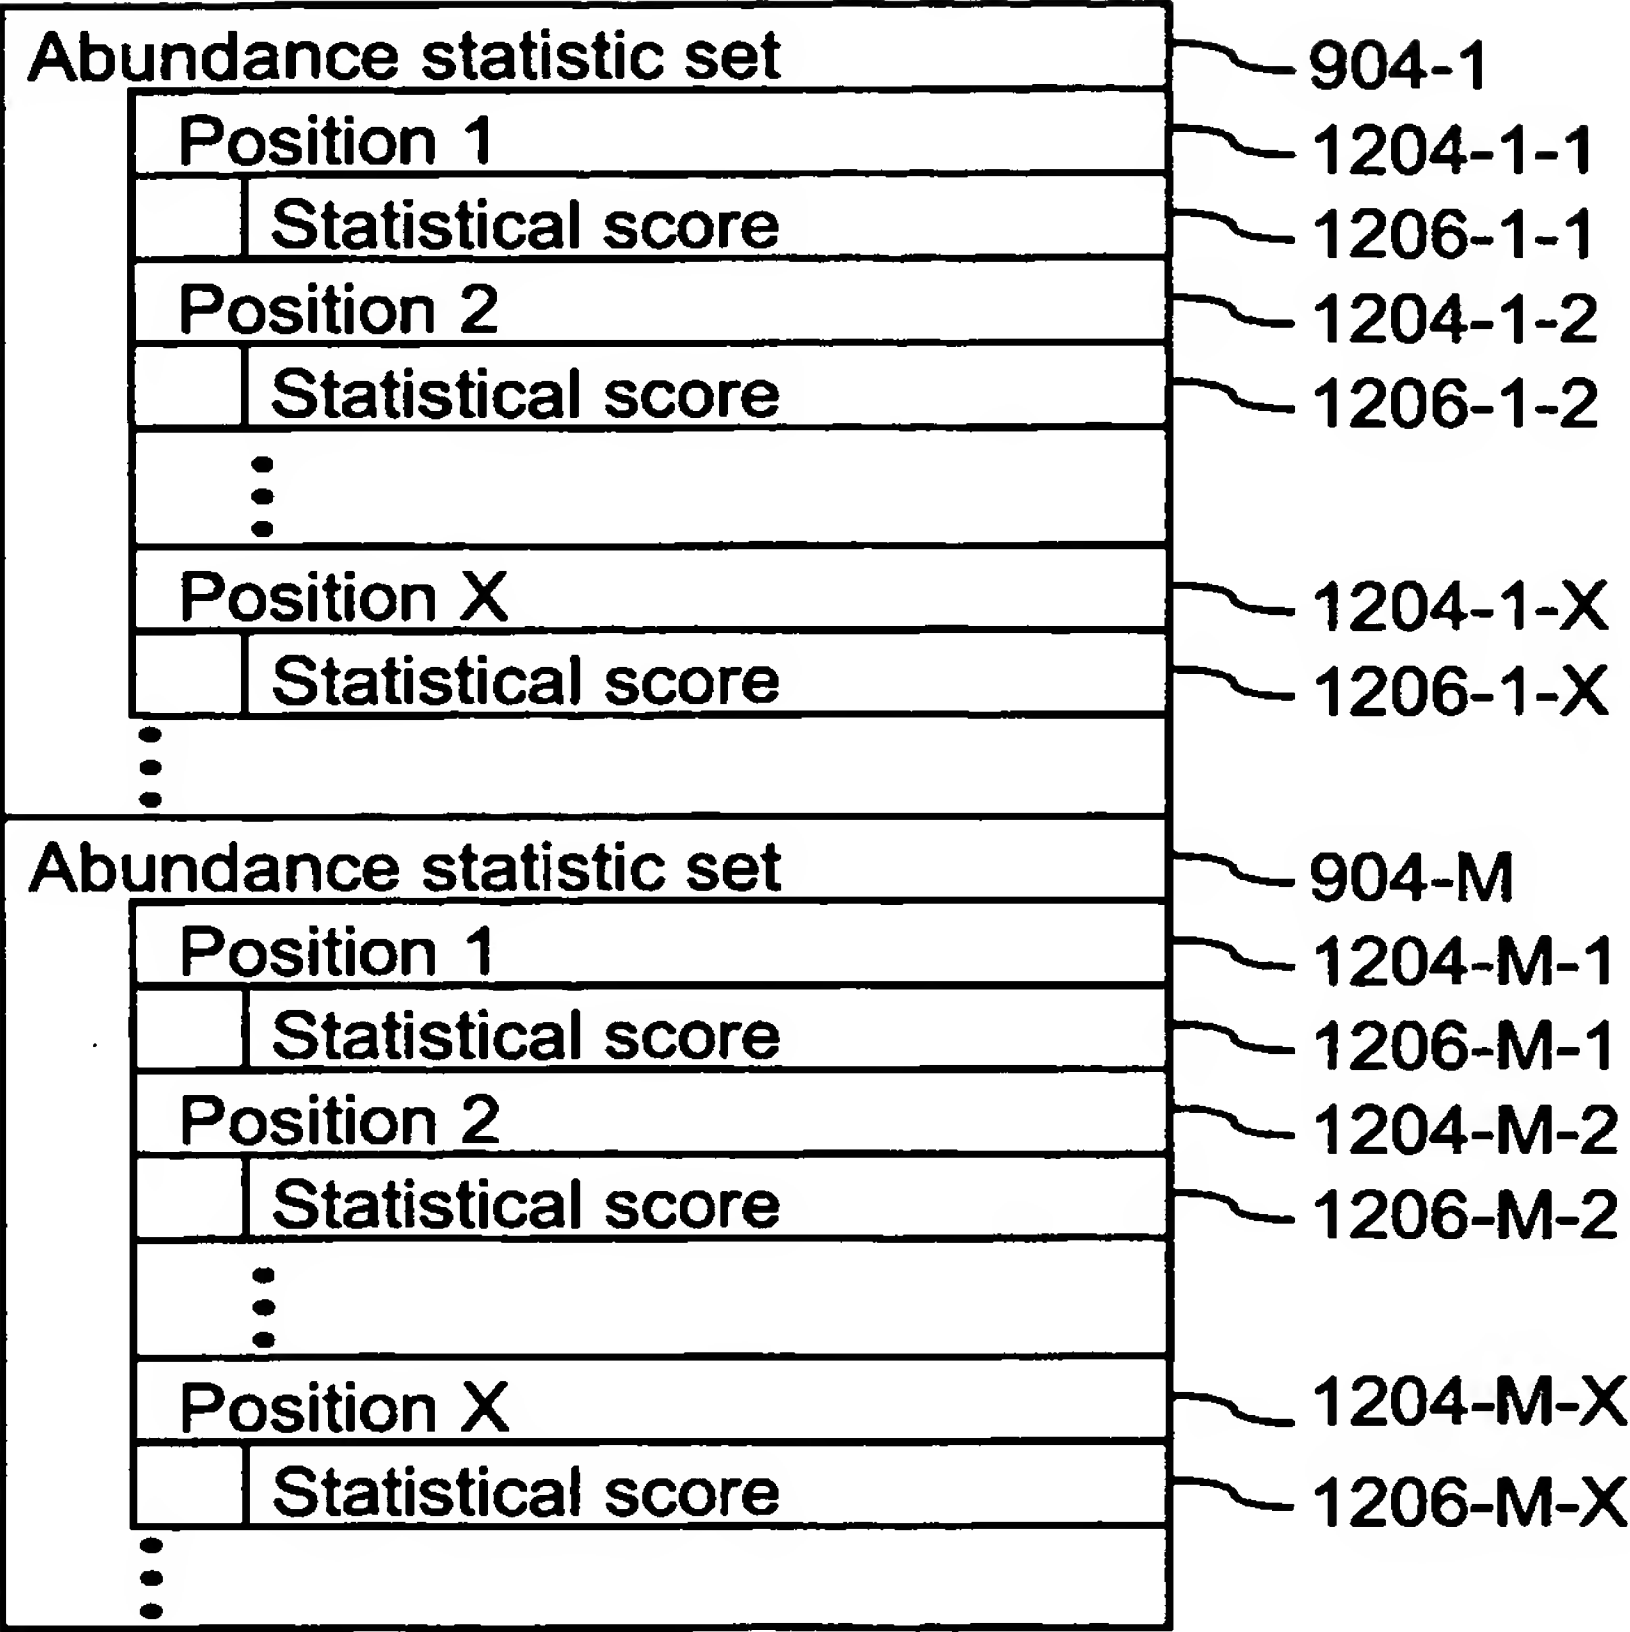 Abundance statistic set 904-1
Position 1 1204-1-1
Statistical score 1206-1-1
Position 2 1204-1-2
Statistical score 1206-1-2
Position X 1204-1-X
Statistical score 1206-1-X
Abundance statistic set 904-M
Position 1 1204-M-1
Statistical score 1206-M-1
Position 2 1204-M-2
Statistical score 1206-M-2
Position X 1204-M-X
Statistical score 1206-M-X